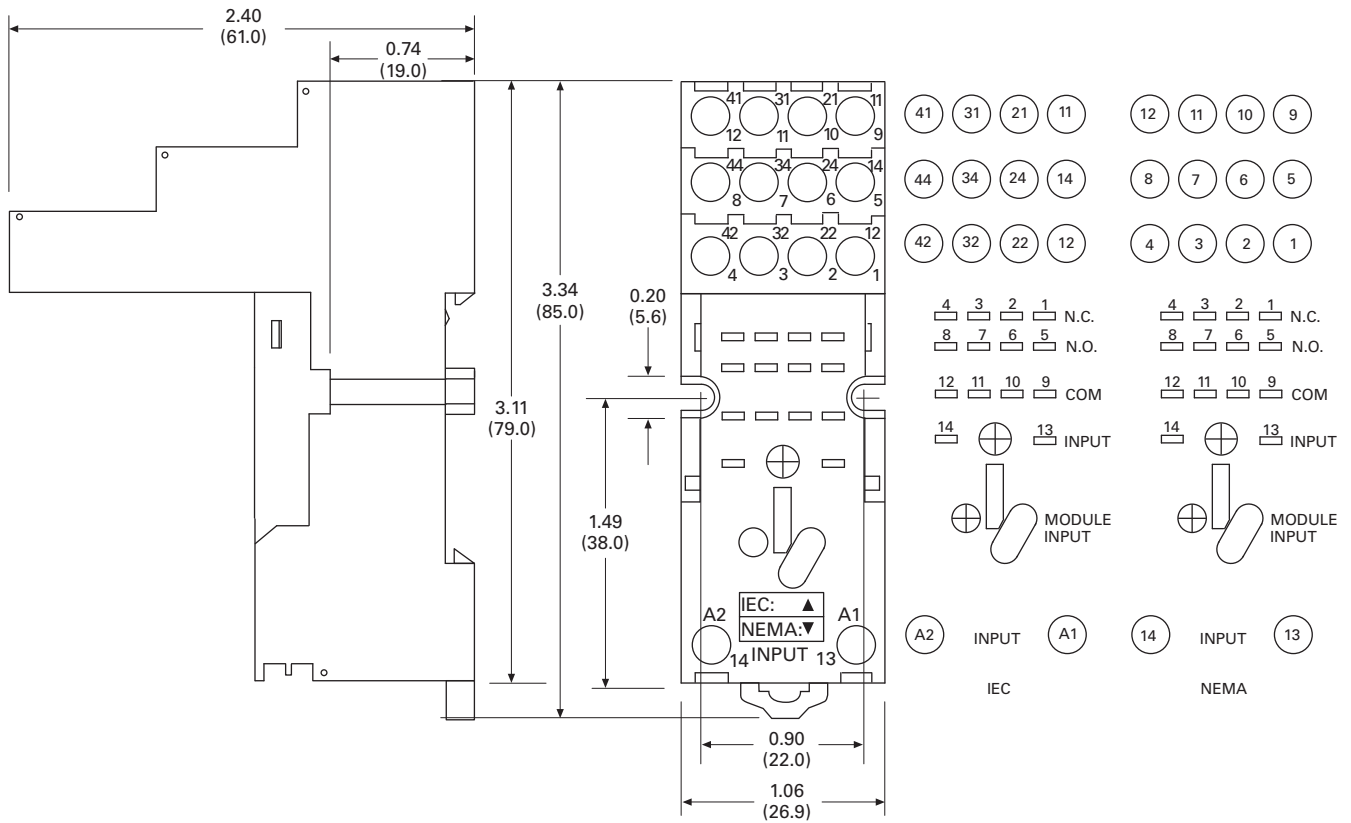 2.40
(61.0)
0.74
(19.0)
3.34
(85.0)
3.11
(79.0)
0.20
(5.6)
1.49
(38.0)
41 31 21 11
12 11 10 9
44 34 24 14
8 7 6 5
42 32 22 12
4 3 2 1
A2 IEC: ▲ A1
NEMA:▼
14 INPUT 13
0.90
(22.0)
1.06
(26.9)
41 31 21 11
44 34 24 14
42 32 22 12
4 3 2 1 N.C.
8 7 6 5 N.O.
12 11 10 9 COM
14 13 INPUT
MODULE
INPUT
A2 INPUT A1
IEC
12 11 10 9
8 7 6 5
4 3 2 1
4 3 2 1 N.C.
8 7 6 5 N.O.
12 11 10 9 COM
14 13 INPUT
MODULE
INPUT
14 INPUT 13
NEMA